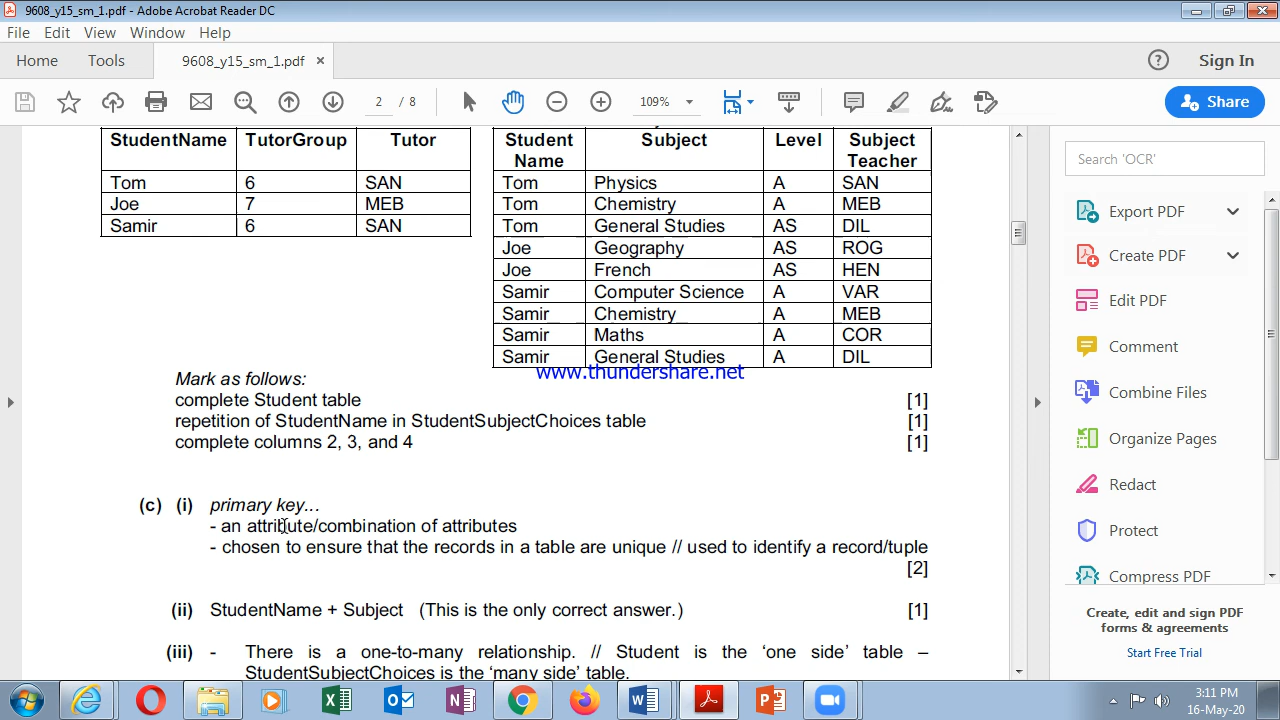 9608_y15_sm_1.pdf - Adobe Acrobat Reader DC
File Edit View Window Help
Home Tools 9608_y15_sm_1.pdf × Sign In
2 / 8 109% Share
StudentName TutorGroup Tutor
Tom 6 SAN
Joe 7 MEB
Samir 6 SAN
Student Name Subject Level Subject Teacher
Tom Physics A SAN
Tom Chemistry A MEB
Tom General Studies AS DIL
Joe Geography AS ROG
Joe French AS HEN
Samir Computer Science A VAR
Samir Chemistry A MEB
Samir Maths A COR
Samir General Studies A DIL
www.thundershare.net
Mark as follows:
complete Student table [1]
repetition of StudentName in StudentSubjectChoices table [1]
complete columns 2, 3, and 4 [1]
(c) (i) primary key...
- an attribute/combination of attributes
- chosen to ensure that the records in a table are unique // used to identify a record/tuple
[2]
(ii) StudentName + Subject (This is the only correct answer.) [1]
(iii) - There is a one-to-many relationship. // Student is the ‘one side’ table –
StudentSubjectChoices is the ‘many side’ table.
Search 'OCR'
Export PDF
Create PDF
Edit PDF
Comment
Combine Files
Organize Pages
Redact
Protect
Compress PDF
Create, edit and sign PDF
forms & agreements
Start Free Trial
3:11 PM
16-May-20